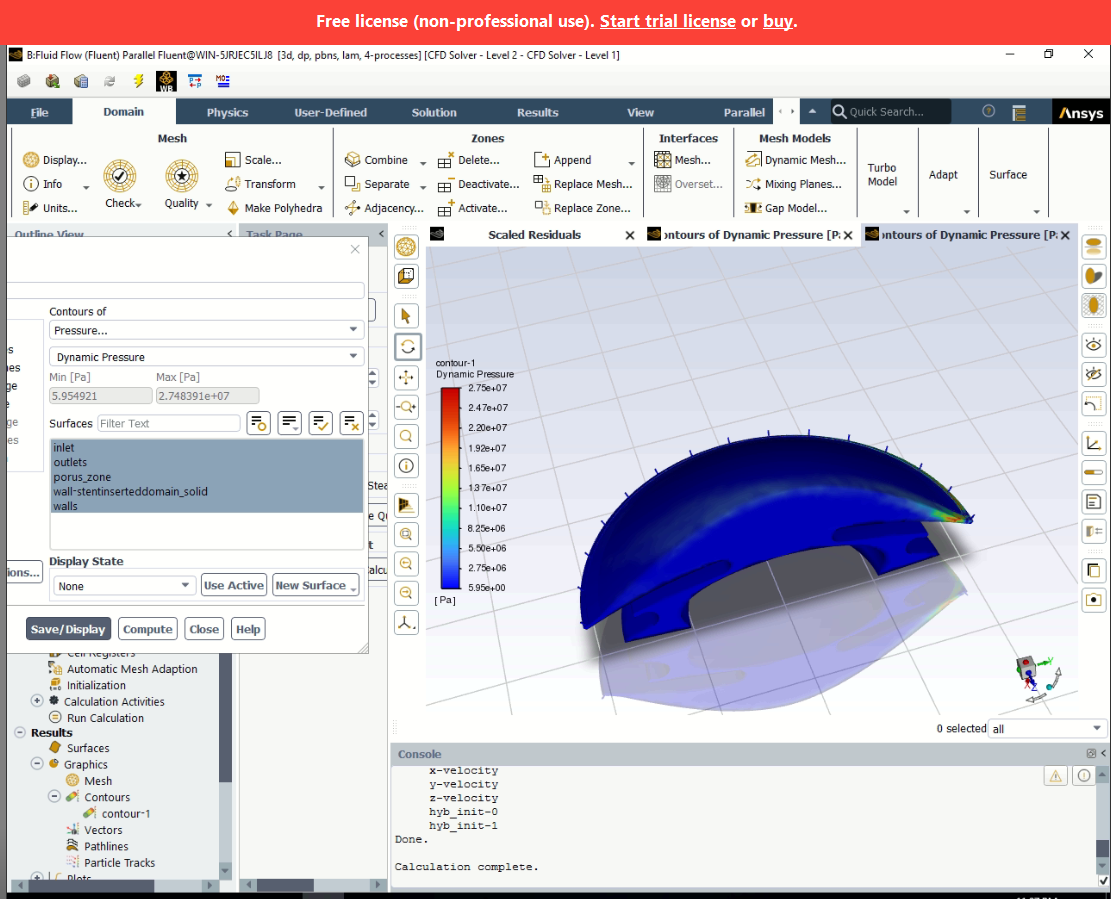 Free license (non-professional use). Start trial license or buy.
B:Fluid Flow (Fluent) Parallel Fluent@WIN-5JRJEC5ILJ8 [3d, dp, pbns, lam, 4-processes] [CFD Solver - Level 2 - CFD Solver - Level 1]
WB
File Domain Physics User-Defined Solution Results View Parallel Quick Search... Ansys
Mesh Zones Interfaces Mesh Models
Display... Scale... Combine Delete... Append Mesh... Dynamic Mesh...
Info Transform Separate Deactivate... Replace Mesh... Overset... Mixing Planes...
Units... Check Quality Make Polyhedra Adjacency... Activate... Replace Zone... Gap Model...
Turbo
Model
Adapt
Surface
Outline View < Task Page <
Scaled Residuals
ontours of Dynamic Pressure [P
ontours of Dynamic Pressure [P
Contours of
Pressure...
Dynamic Pressure
Min [Pa] Max [Pa]
5.954921 2.748391e+07
Surfaces Filter Text
inlet
outlets
porus_zone
wall-stentinserteddomain_solid
walls
Display State
ions...
None Use Active New Surface
Save/Display Compute Close Help
contour-1
Dynamic Pressure
2.75e+07
2.47e+07
2.20e+07
1.92e+07
1.65e+07
1.37e+07
1.10e+07
8.25e+06
5.50e+06
2.75e+06
5.95e+00
[ Pa ]
Y
X
Z
Cell Registers
Automatic Mesh Adaption
Initialization
Calculation Activities
Run Calculation
Results
Surfaces
Graphics
Mesh
Contours
contour-1
Vectors
Pathlines
Particle Tracks
Plots
0 selected all
Console
x-velocity
y-velocity
z-velocity
hyb_init-0
hyb_init-1
Done.
Calculation complete.